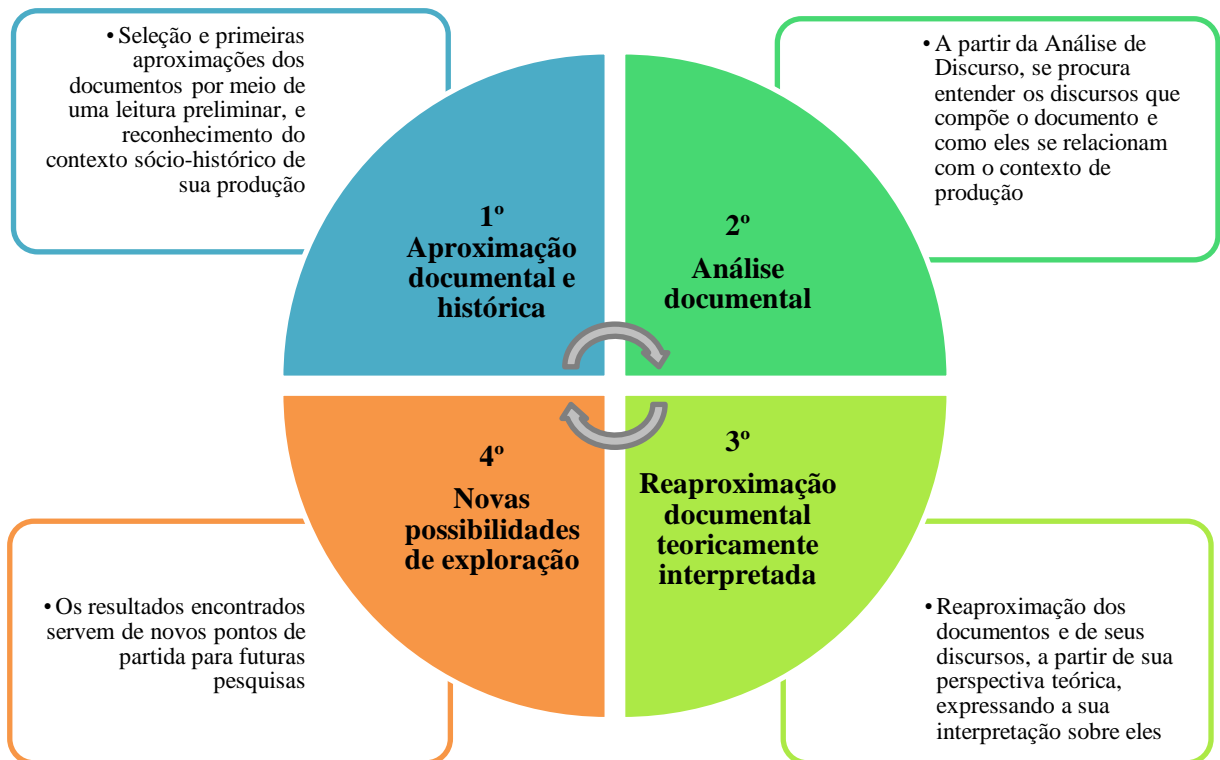 • Seleção e primeiras
aproximações dos
documentos por meio de
uma leitura preliminar, e
reconhecimento do
contexto sócio-histórico de
sua produção
1º
Aproximação
documental e
histórica
• A partir da Análise de
Discurso, se procura
entender os discursos que
compõe o documento e
como eles se relacionam
com o contexto de
produção
2º
Análise
documental
3º
Reaproximação
documental
teoricamente
interpretada
• Reaproximação dos
documentos e de seus
discursos, a partir de sua
perspectiva teórica,
expressando a sua
interpretação sobre eles
4º
Novas
possibilidades
de exploração
• Os resultados encontrados
servem de novos pontos de
partida para futuras
pesquisas